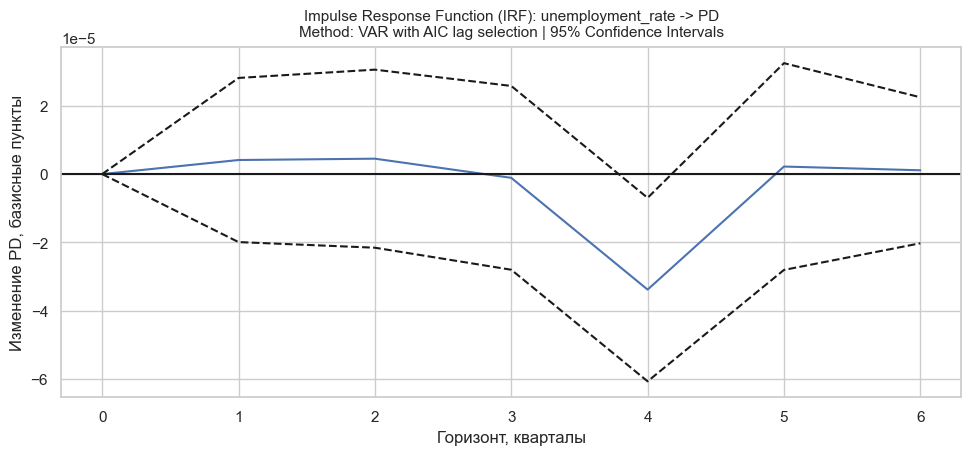 Impulse Response Function (IRF): unemployment_rate -> PD
Method: VAR with AIC lag selection | 95% Confidence Intervals
1e−5
2
0
−2
−4
−6
Изменение PD, базисные пункты
0 1 2 3 4 5 6
Горизонт, кварталы